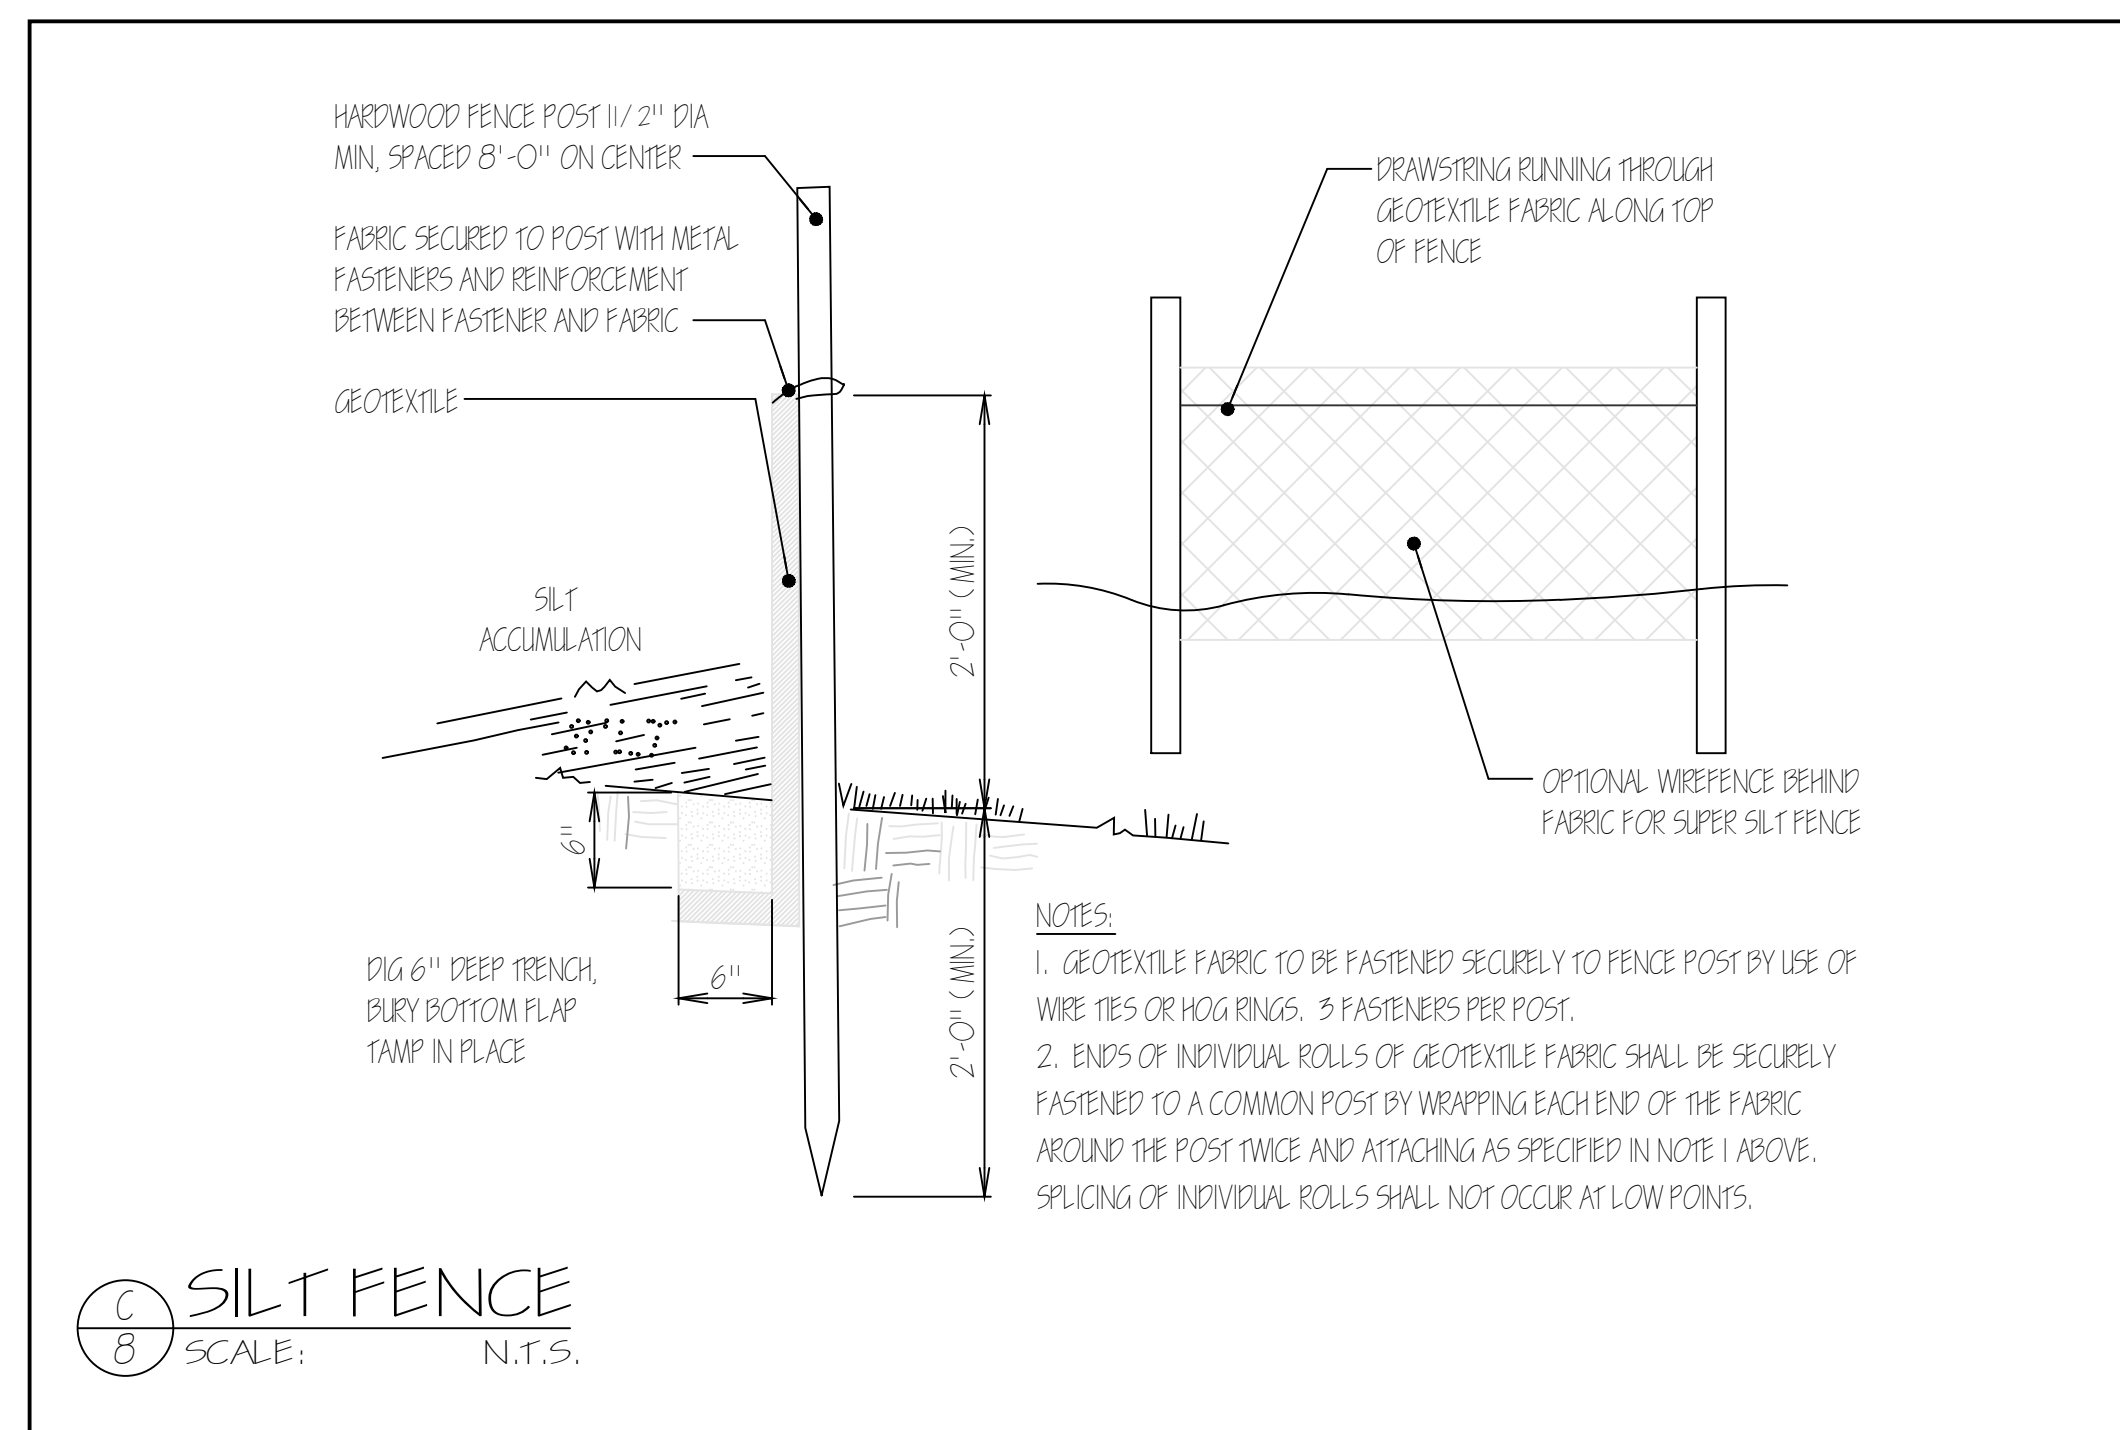 HARDWOOD FENCE POST 11/2" DIA
MIN, SPACED 8'-0" ON CENTER
FABRIC SECURED TO POST WITH METAL
FASTENERS AND REINFORCEMENT
BETWEEN FASTENER AND FABRIC
GEOTEXTILE
SILT
ACCUMULATION
6"
6"
DIG 6" DEEP TRENCH,
BURY BOTTOM FLAP
TAMP IN PLACE
2'-0" (MIN.)
2'-0" (MIN.)
DRAWSTRING RUNNING THROUGH
GEOTEXTILE FABRIC ALONG TOP
OF FENCE
OPTIONAL WIREFENCE BEHIND
FABRIC FOR SUPER SILT FENCE
NOTES:
1. GEOTEXTILE FABRIC TO BE FASTENED SECURELY TO FENCE POST BY USE OF
WIRE TIES OR HOG RINGS. 3 FASTENERS PER POST.
2. ENDS OF INDIVIDUAL ROLLS OF GEOTEXTILE FABRIC SHALL BE SECURELY
FASTENED TO A COMMON POST BY WRAPPING EACH END OF THE FABRIC
AROUND THE POST TWICE AND ATTACHING AS SPECIFIED IN NOTE 1 ABOVE.
SPLICING OF INDIVIDUAL ROLLS SHALL NOT OCCUR AT LOW POINTS.
C
8
SILT FENCE
SCALE: N.T.S.